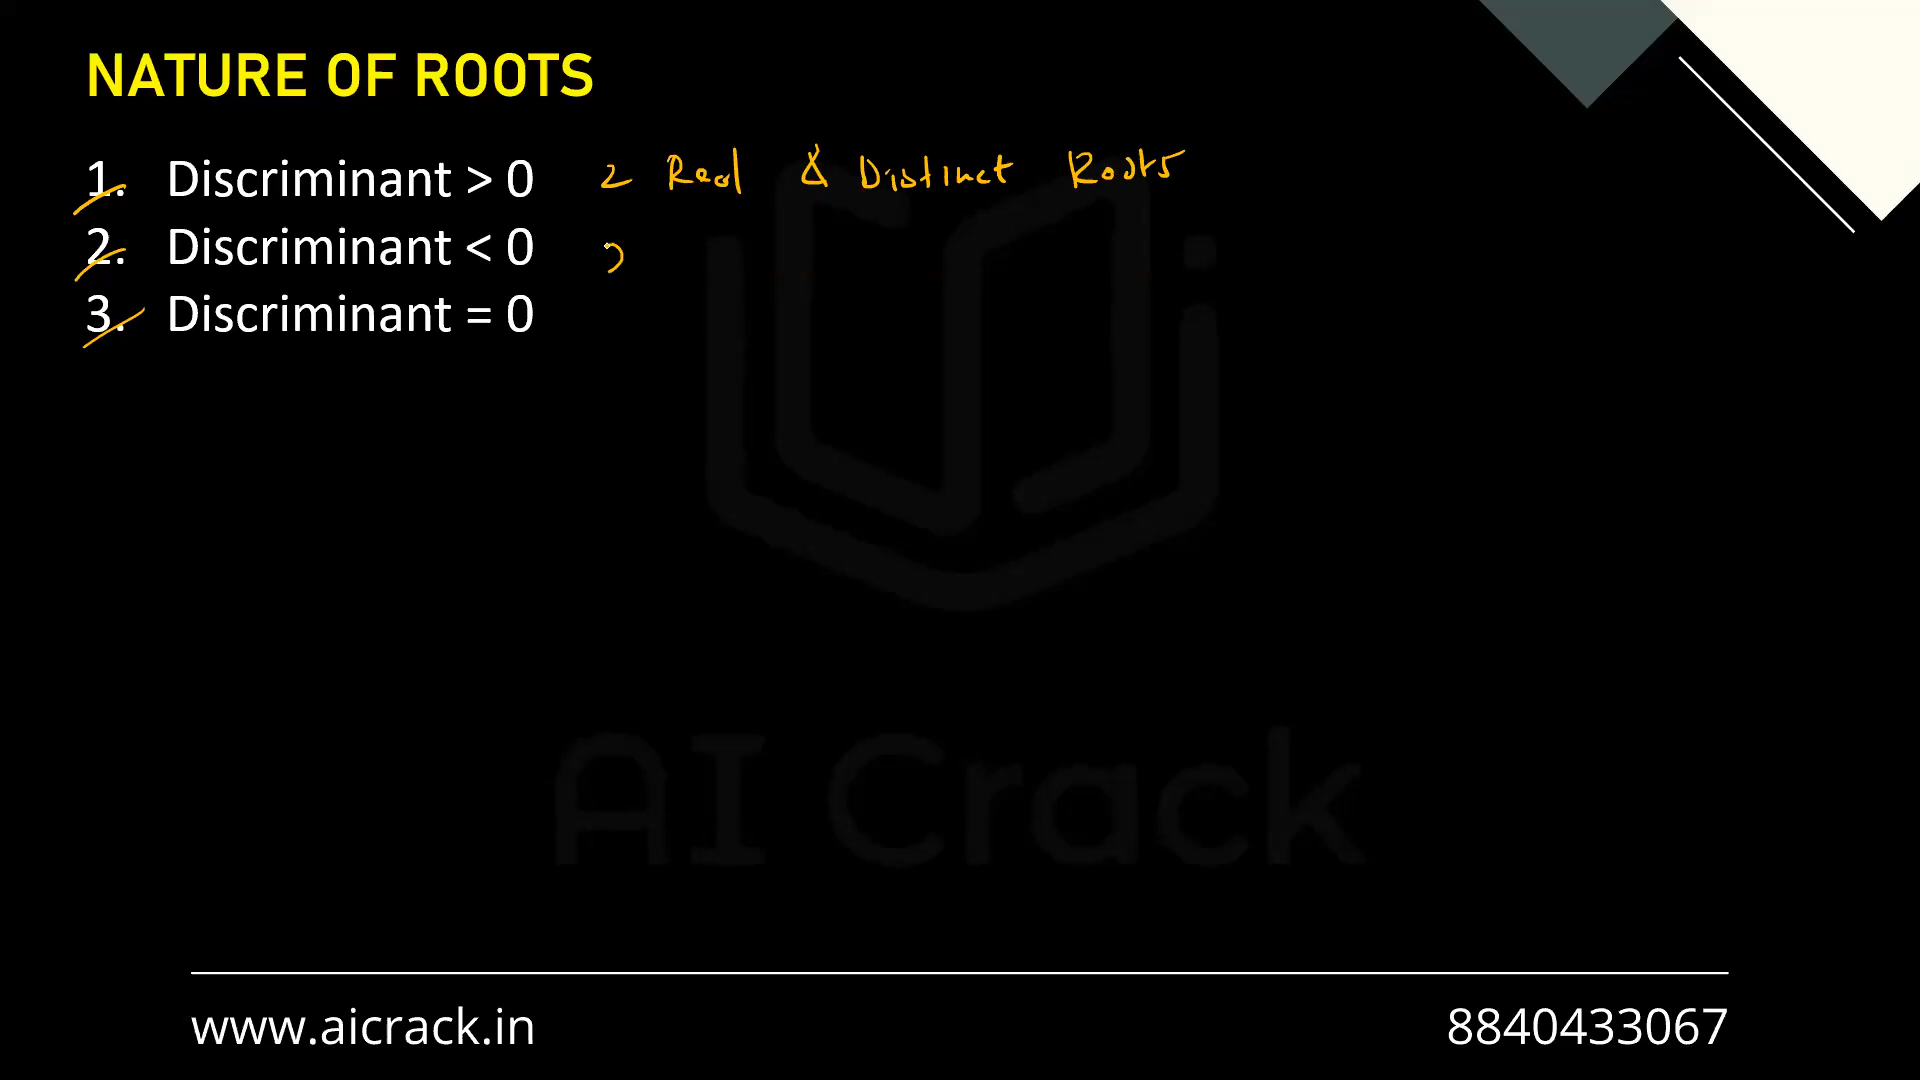 NATURE OF ROOTS
1. Discriminant > 0 2 Real & Distinct Roots
2. Discriminant < 0
3. Discriminant = 0
AI Crack
www.aicrack.in 8840433067